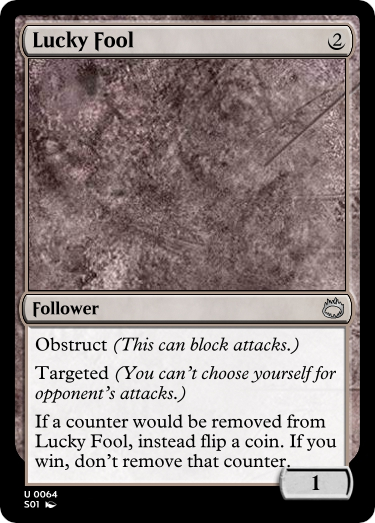 Lucky Fool 2
Follower
Obstruct (This can block attacks.)
Targeted (You can't choose yourself for
opponent's attacks.)
If a counter would be removed from
Lucky Fool, instead flip a coin. If you
win, don't remove that counter.
1
U 0064
S01